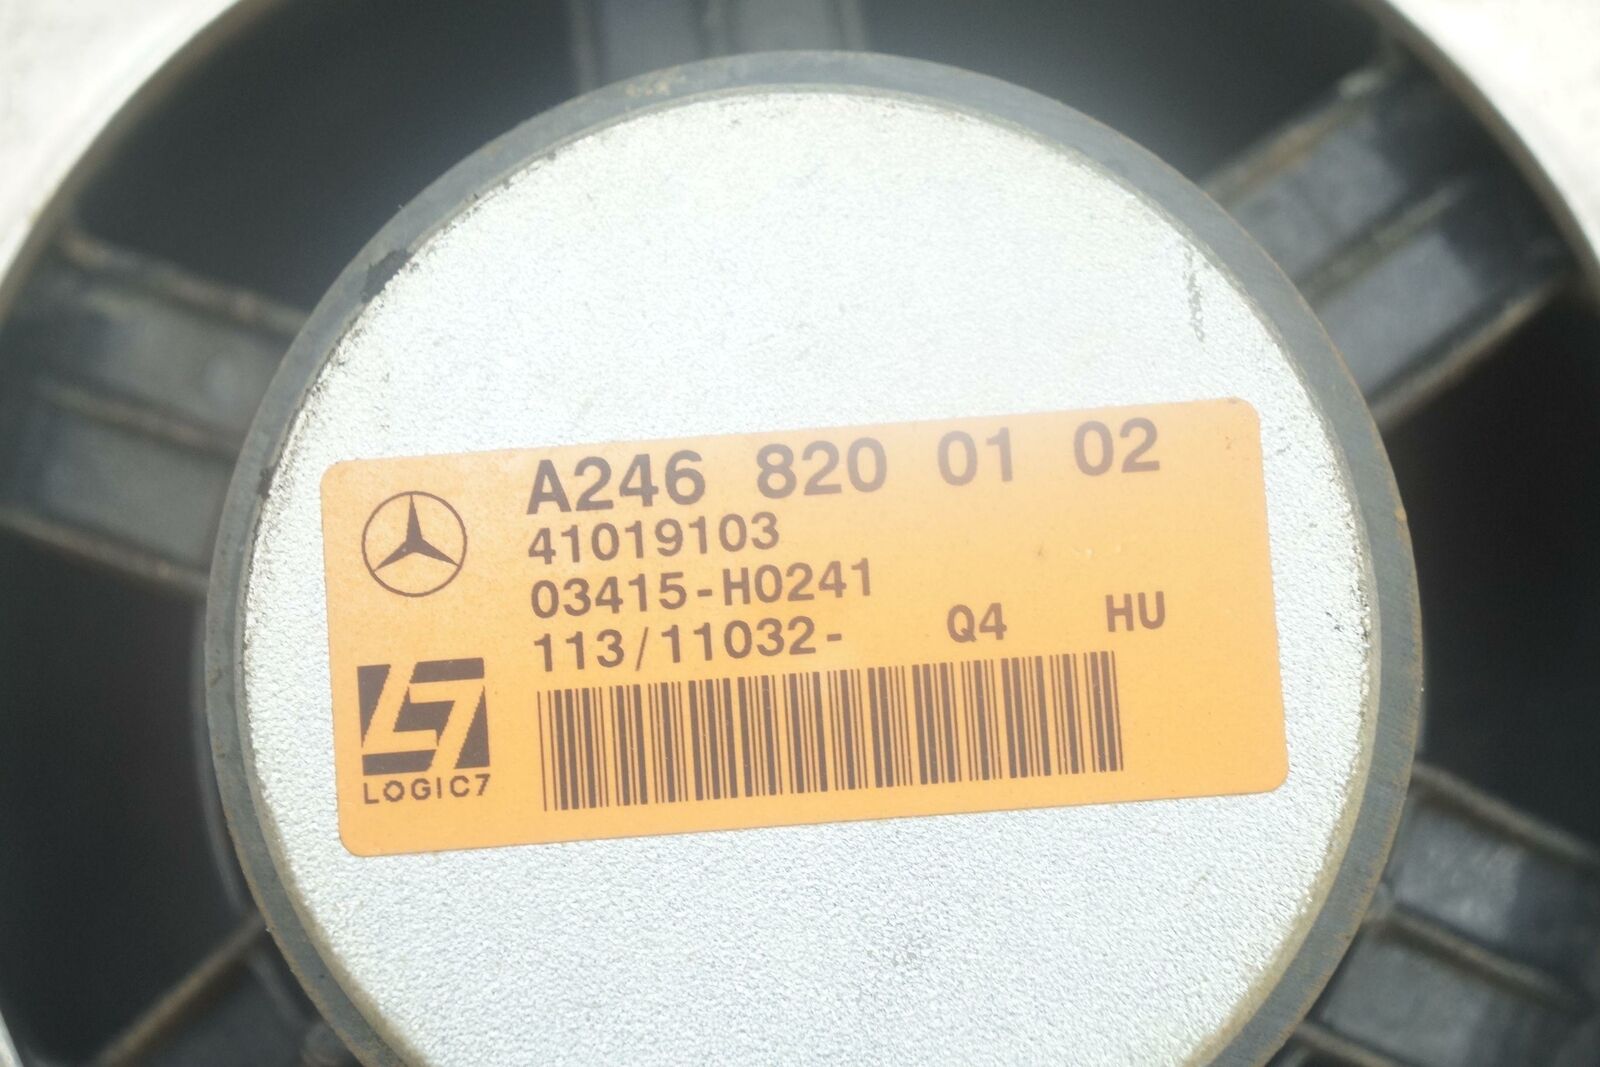 A246 820 01 02
41019103
03415-H0241
113/11032- Q4 HU
LOGIC7